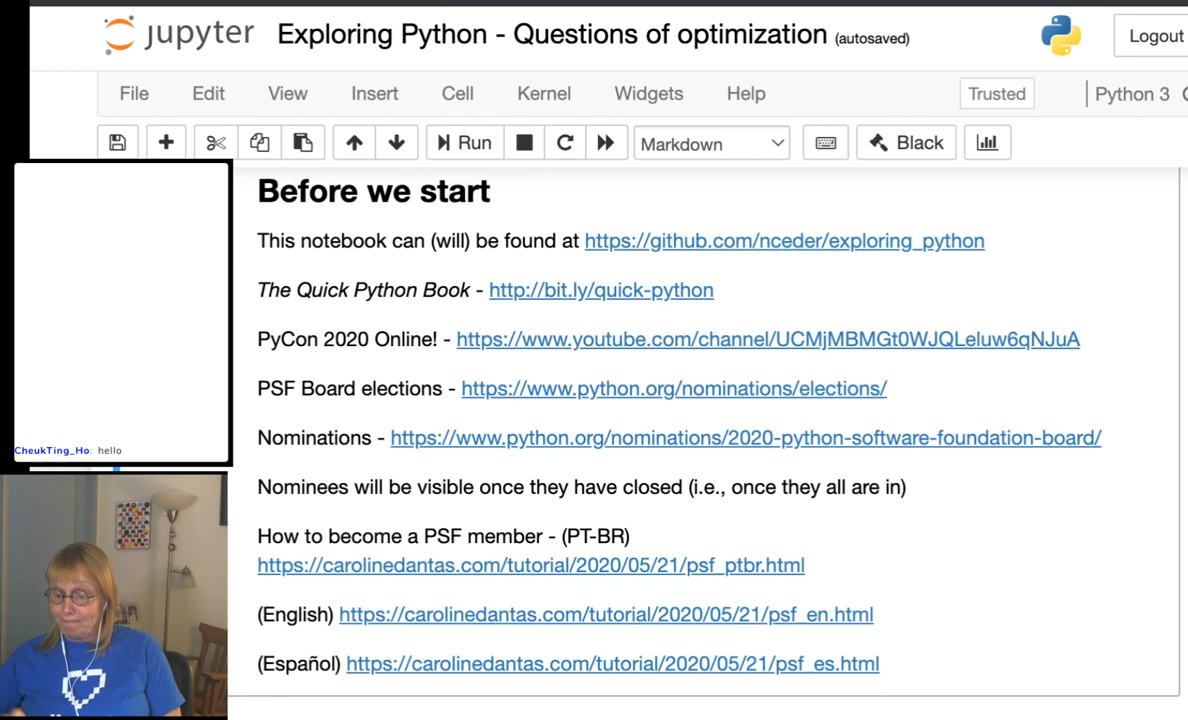 jupyter Exploring Python - Questions of optimization (autosaved) Logout
File Edit View Insert Cell Kernel Widgets Help Trusted Python 3
Run Markdown Black
Before we start
This notebook can (will) be found at https://github.com/nceder/exploring_python
The Quick Python Book - http://bit.ly/quick-python
PyCon 2020 Online! - https://www.youtube.com/channel/UCMjMBMGt0WJQLeluw6qNJuA
PSF Board elections - https://www.python.org/nominations/elections/
Nominations - https://www.python.org/nominations/2020-python-software-foundation-board/
CheukTing_Ho: hello
Nominees will be visible once they have closed (i.e., once they all are in)
How to become a PSF member - (PT-BR)
https://carolinedantas.com/tutorial/2020/05/21/psf_ptbr.html
(English) https://carolinedantas.com/tutorial/2020/05/21/psf_en.html
(Español) https://carolinedantas.com/tutorial/2020/05/21/psf_es.html